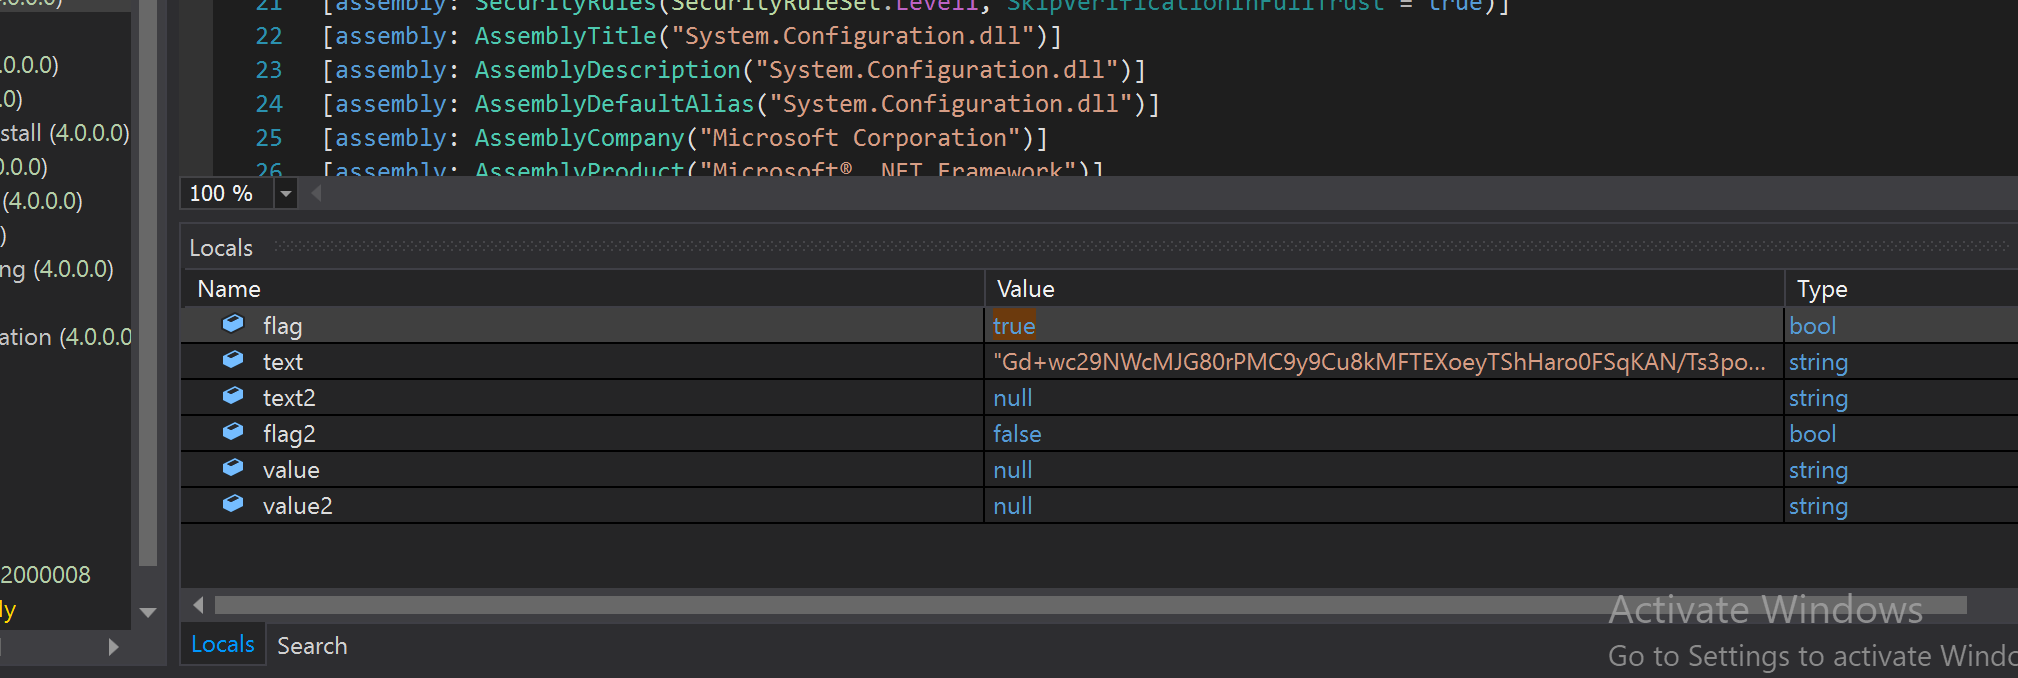 .0.0.0)
.0.0.0)
.0)
stall (4.0.0.0)
0.0.0)
(4.0.0.0)
)
ng (4.0.0.0)
ation (4.0.0.0
2000008
ly
21 [assembly: SecurityRules(SecurityRuleSet.Level1, SkipVerificationInFullTrust = true)]
22 [assembly: AssemblyTitle("System.Configuration.dll")]
23 [assembly: AssemblyDescription("System.Configuration.dll")]
24 [assembly: AssemblyDefaultAlias("System.Configuration.dll")]
25 [assembly: AssemblyCompany("Microsoft Corporation")]
26 [assembly: AssemblyProduct("Microsoft® .NET Framework")]
100 %
Locals
Name Value Type
flag true bool
text "Gd+wc29NWcMJG80rPMC9y9Cu8kMFTEXoeyTShHaro0FSqKAN/Ts3po... string
text2 null string
flag2 false bool
value null string
value2 null string
Locals Search
Activate Windows
Go to Settings to activate Windo